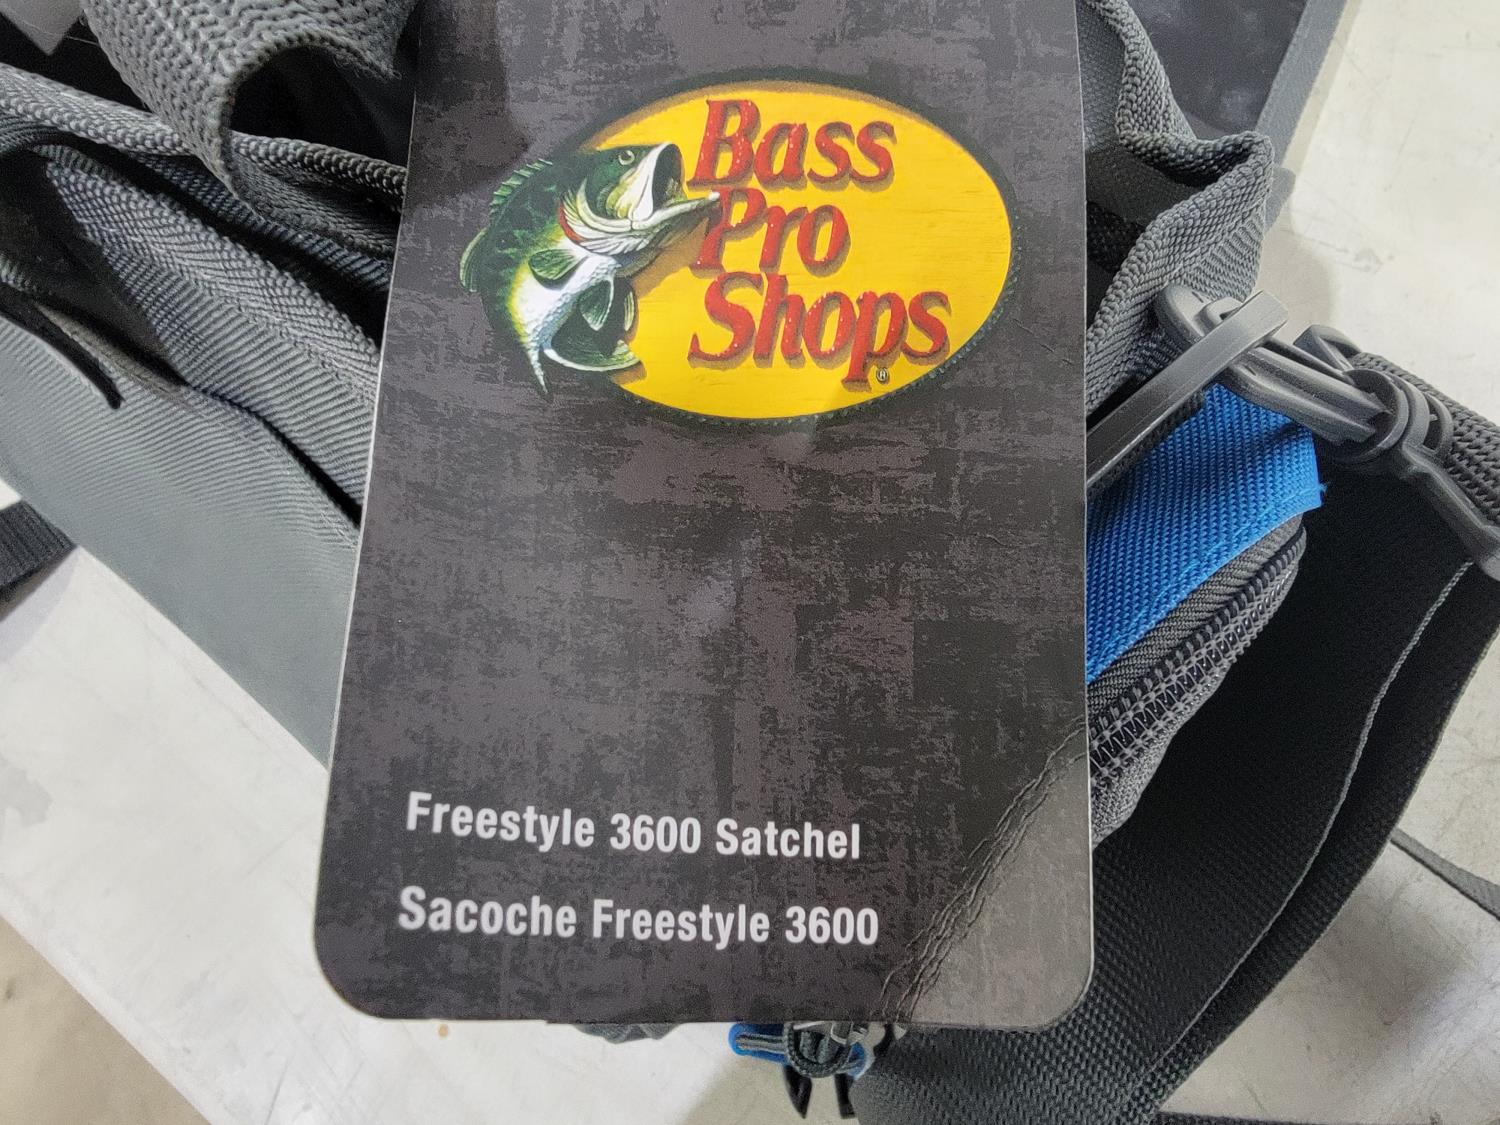 Bass
Pro
Shops
®
Freestyle 3600 Satchel
Sacoche Freestyle 3600